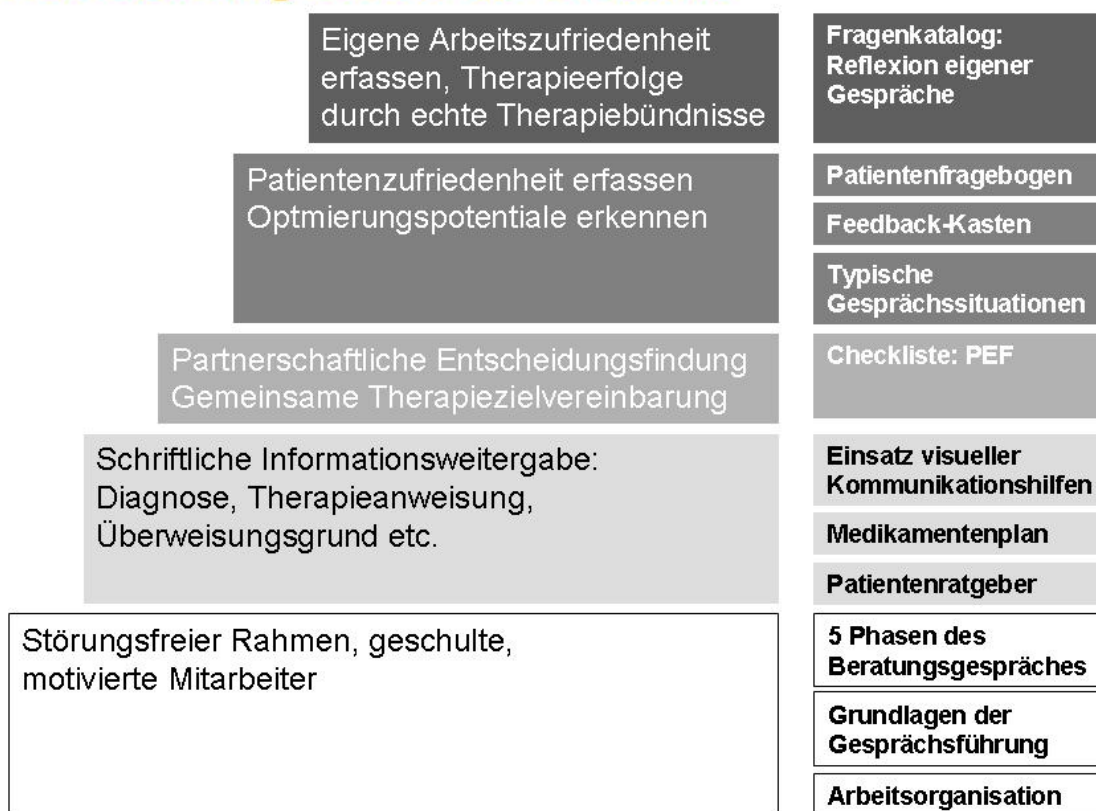 Eigene Arbeitszufriedenheit
erfassen, Therapieerfolge
durch echte Therapiebündnisse
Fragenkatalog:
Reflexion eigener
Gespräche
Patientenzufriedenheit erfassen
Optmierungspotentiale erkennen
Patientenfragebogen
Feedback-Kasten
Typische
Gesprächssituationen
Partnerschaftliche Entscheidungsfindung
Gemeinsame Therapiezielvereinbarung
Checkliste: PEF
Schriftliche Informationsweitergabe:
Diagnose, Therapieanweisung,
Überweisungsgrund etc.
Einsatz visueller
Kommunikationshilfen
Medikamentenplan
Patientenratgeber
Störungsfreier Rahmen, geschulte,
motivierte Mitarbeiter
5 Phasen des
Beratungsgespräches
Grundlagen der
Gesprächsführung
Arbeitsorganisation